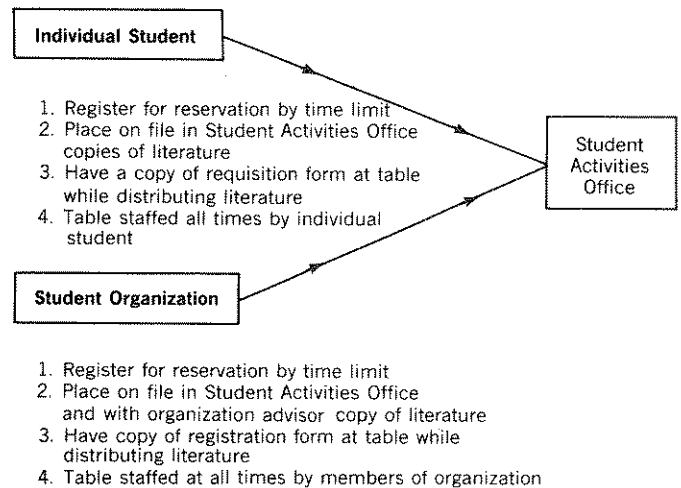 Individual Student
1. Register for reservation by time limit
2. Place on file in Student Activities Office
copies of literature
3. Have a copy of requisition form at table
while distributing literature
4. Table staffed all times by individual
student
Student
Activities
Office
Student Organization
1. Register for reservation by time limit
2. Place on file in Student Activities Office
and with organization advisor copy of literature
3. Have copy of registration form at table while
distributing literature
4. Table staffed at all times by members of organization